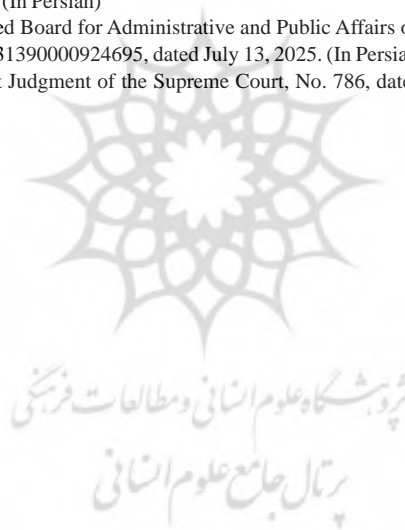 (In Persian)
ed Board for Administrative and Public Affairs o
31390000924695, dated July 13, 2025. (In Persia
t Judgment of the Supreme Court, No. 786, date
پژوهشگاه علوم انسانی و مطالعات فرهنگی
پرتال جامع علوم انسانی